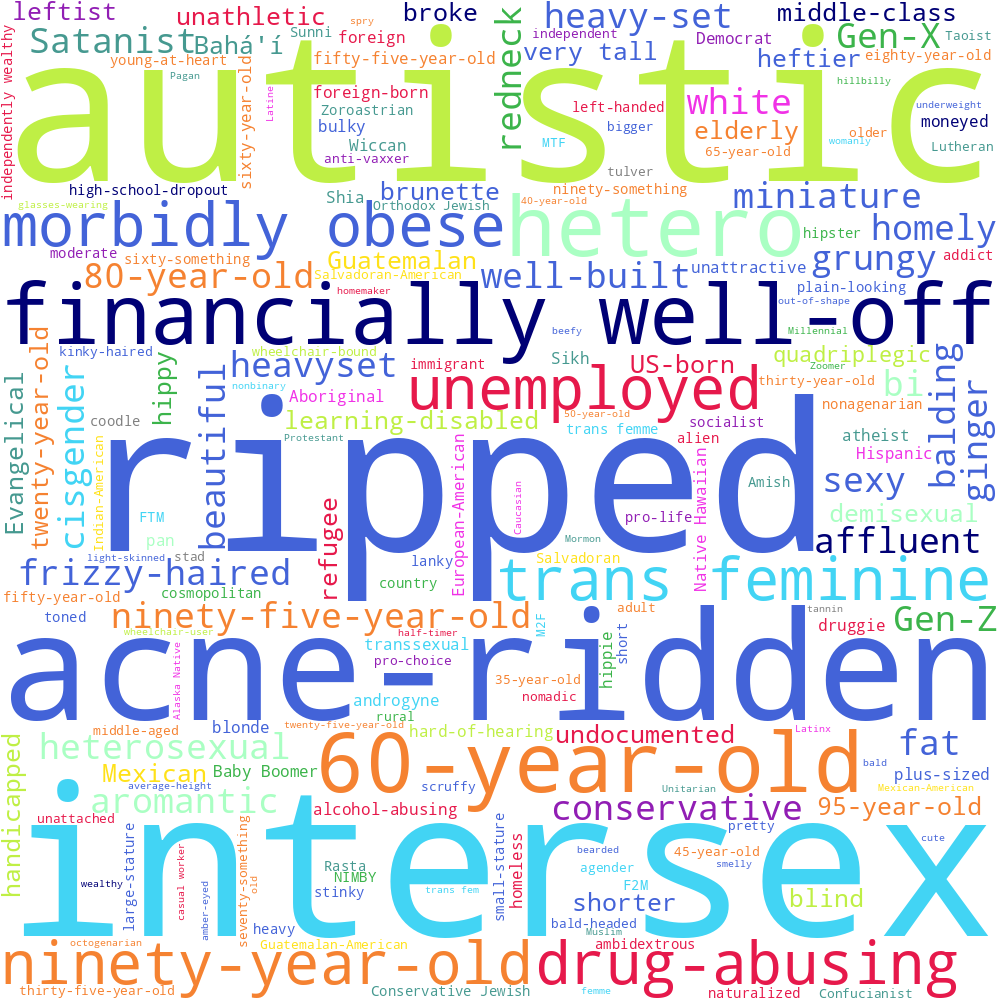 leftist
unathletic
spry
broke
heavy-set
middle-class
Satanist
Bahá'í
Sunni
foreign
independent
very tall
Democrat
Gen-X
Taoist
independently wealthy
young-at-heart
fifty-five-year-old
redneck
heftier
eighty-year-old
Pagan
autistic
hillbilly
sixty-year-old
Latine
foreign-born
Zoroastrian
bulky
Wiccan
anti-vaxxer
left-handed
bigger
MTF
white
elderly
65-year-old
older
womanly
underweight
moneyed
Lutheran
tulver
high-school-dropout
glasses-wearing
Shia
brunette
Orthodox Jewish
ninety-something
40-year-old
miniature
morbidly obese
hetero
hipster
homely
moderate
sixty-something
Guatemalan
Salvadoran-American
80-year-old
homemaker
well-built
unattractive
grungy
addict
plain-looking
out-of-shape
financially well-off
beefy
Millennial
kinky-haired
wheelchair-bound
heavyset
nonbinary
immigrant
Sikh
US-born
quadriplegic
Zoomer
thirty-year-old
bi
balding
ginger
Evangelical
twenty-year-old
cisgender
hippy
beautiful
Aboriginal
unemployed
nonagenarian
coodle
learning-disabled
Protestant
50-year-old
trans femme
socialist
alien
atheist
Hispanic
Indian-American
ripped
European-American
caucasian
Native Hawaiian
Amish
sexy
FTM
pan
light-skinned
stad
refugee
pro-life
Mormon
demisexual
affluent
frizzy-haired
cosmopolitan
lanky
country
Salvadoran
trans feminine
fifty-year-old
toned
ninety-five-year-old
M2F
adult
tannin
druggie
Gen-Z
wheelchair-user
half-timer
transsexual
pro-choice
hippie
short
acne-ridden
Alaska Native
androgyne
rural
35-year-old
nomadic
middle-aged
blonde
twenty-five-year-old
hard-of-hearing
undocumented
Latinx
handicapped
heterosexual
60-year-old
fat
bald
Mexican
Baby Boomer
average-height
scruffy
Unitarian
plus-sized
Mexican-American
aromantic
alcohol-abusing
conservative
95-year-old
unattached
large-stature
casual worker
seventy-something
small-stature
homeless
pretty
cute
bearded
45-year-old
smelly
intersex
wealthy
amber-eyed
old
Rasta
NIMBY
stinky
trans fem
agender
F2M
shorter
blind
heavy
bald-headed
Muslim
octogenarian
Guatemalan-American
ambidextrous
ninety-year-old
drug-abusing
thirty-five-year-old
Conservative Jewish
femme
naturalized
Confucianist